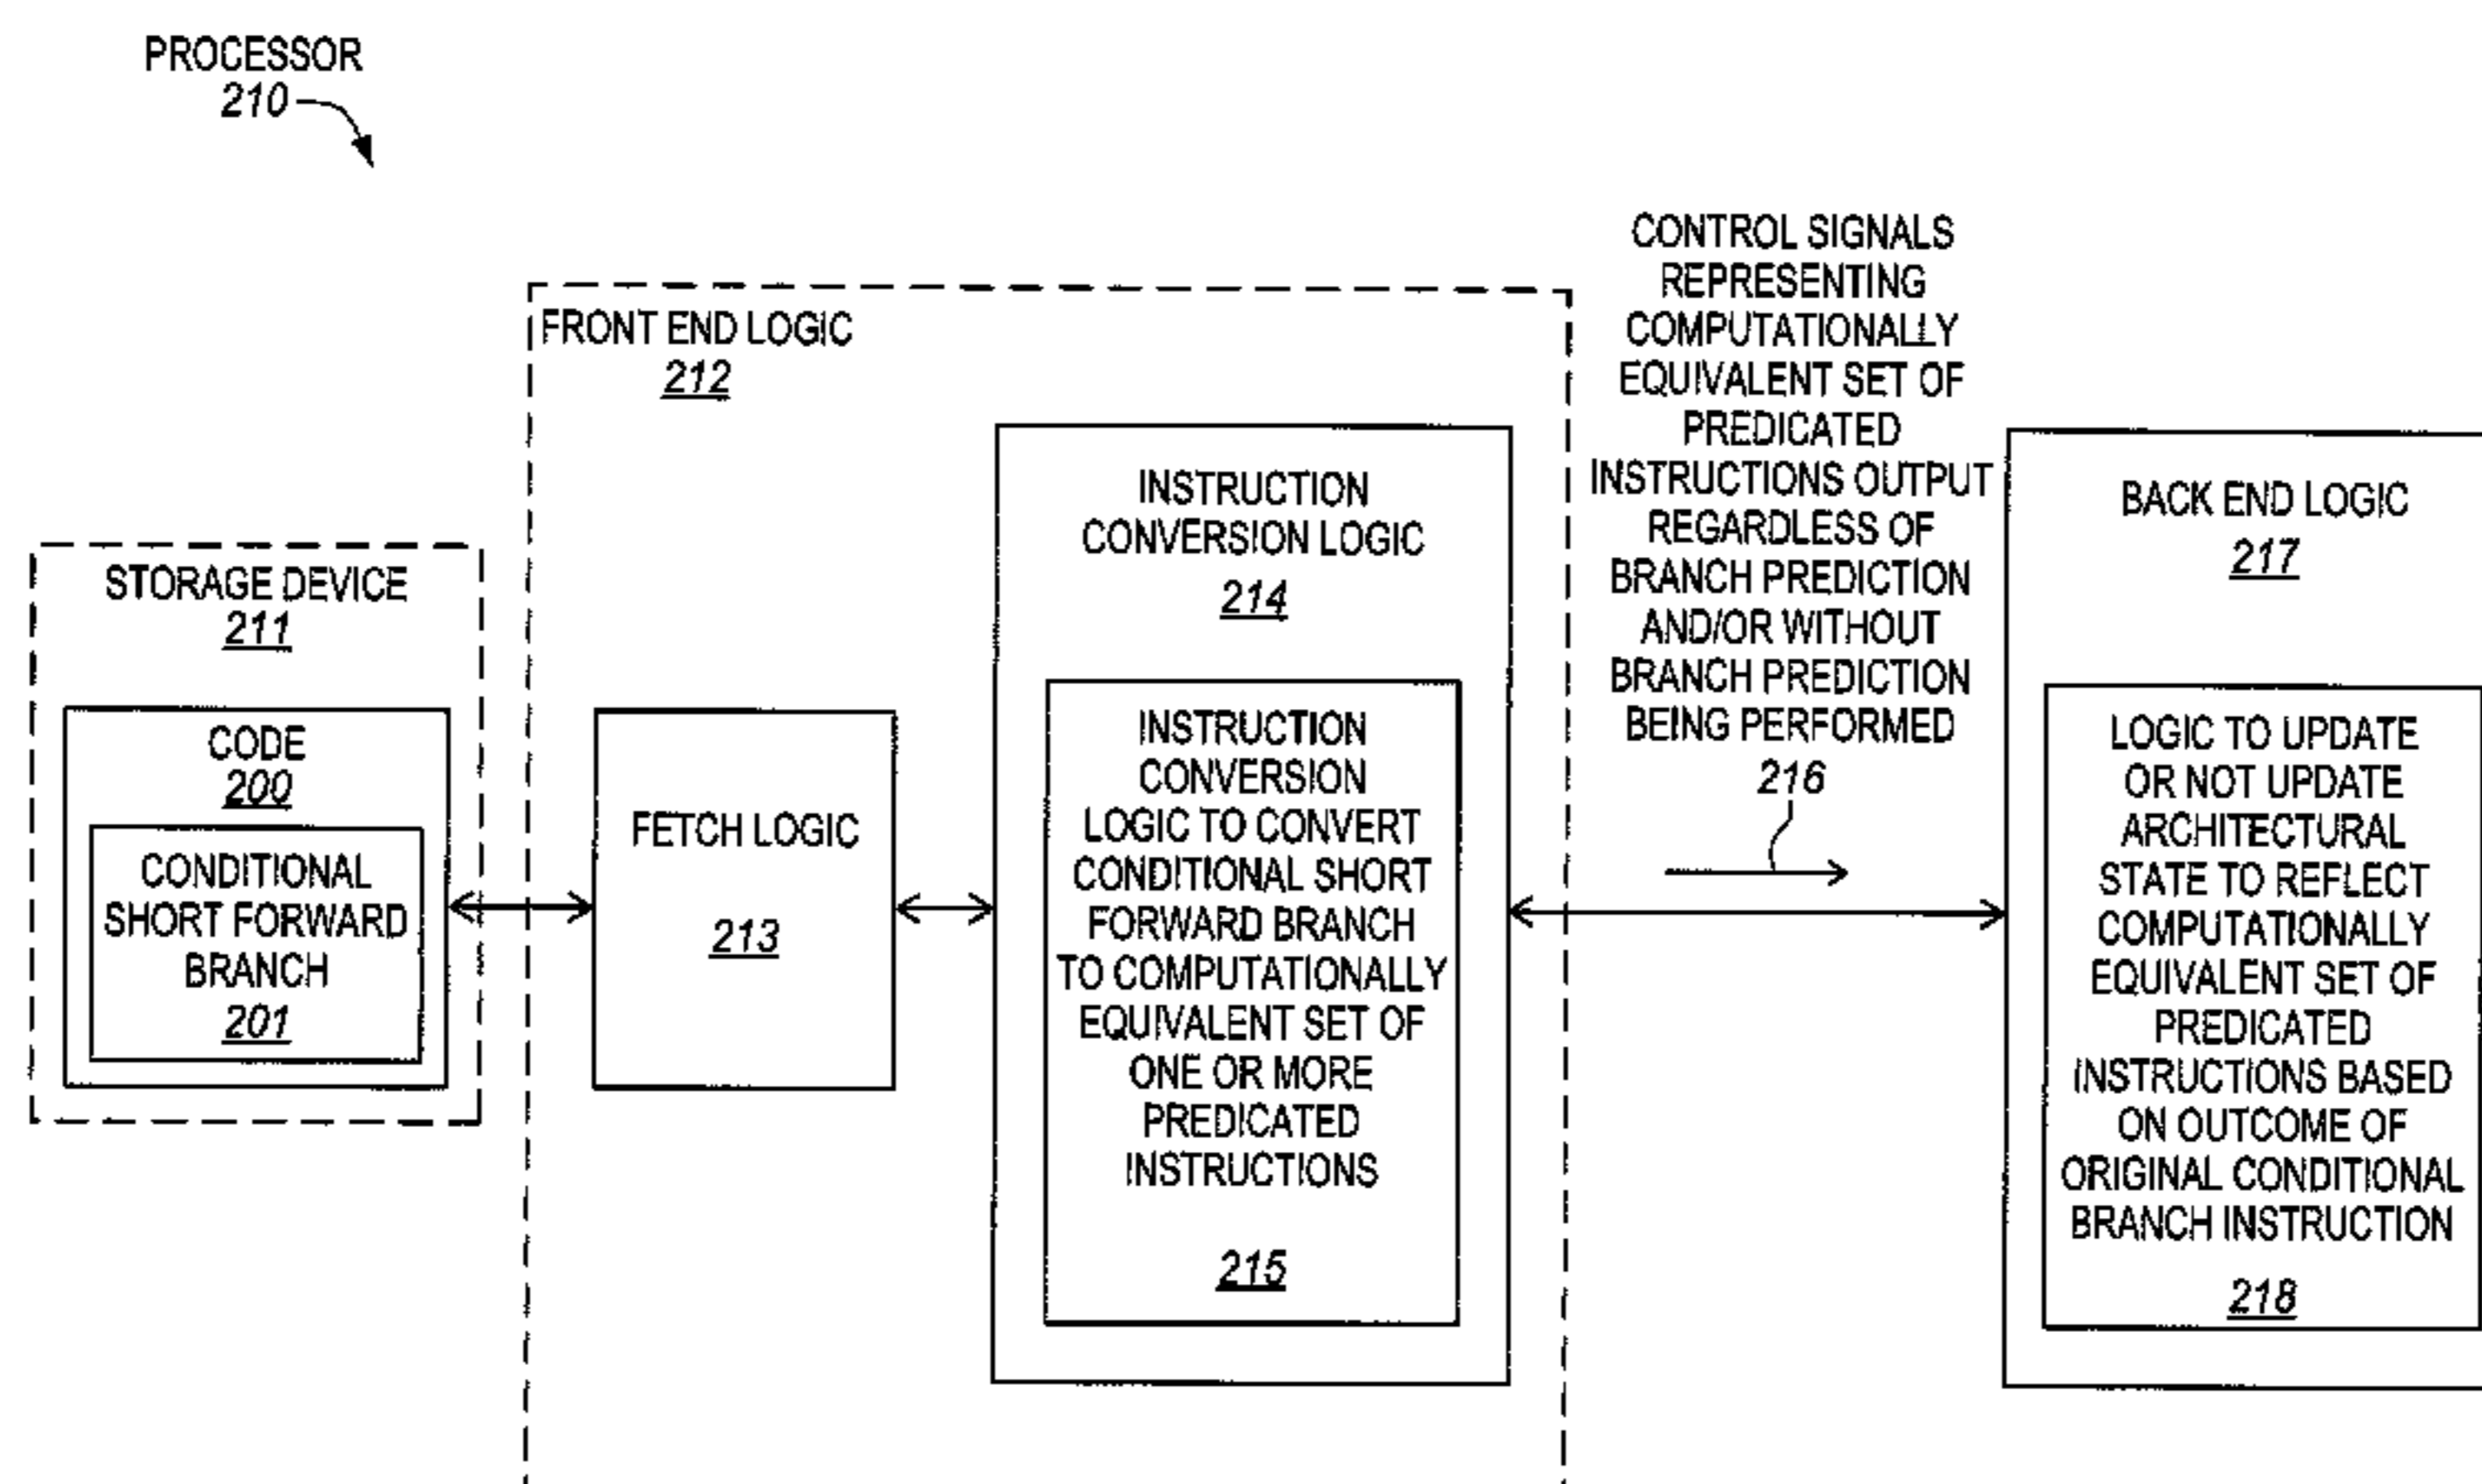 PROCESSOR
210
FRONT END LOGIC
212
STORAGE DEVICE
211
CODE
200
CONDITIONAL
SHORT FORWARD
BRANCH
201
FETCH LOGIC
213
INSTRUCTION
CONVERSION LOGIC
214
INSTRUCTION
CONVERSION
LOGIC TO CONVERT
CONDITIONAL SHORT
FORWARD BRANCH
TO COMPUTATIONALLY
EQUIVALENT SET OF
ONE OR MORE
PREDICATED
INSTRUCTIONS
215
CONTROL SIGNALS
REPRESENTING
COMPUTATIONALLY
EQUIVALENT SET OF
PREDICATED
INSTRUCTIONS OUTPUT
REGARDLESS OF
BRANCH PREDICTION
AND/OR WITHOUT
BRANCH PREDICTION
BEING PERFORMED
216
BACK END LOGIC
217
LOGIC TO UPDATE
OR NOT UPDATE
ARCHITECTURAL
STATE TO REFLECT
COMPUTATIONALLY
EQUIVALENT SET OF
PREDICATED
INSTRUCTIONS BASED
ON OUTCOME OF
ORIGINAL CONDITIONAL
BRANCH INSTRUCTION
218